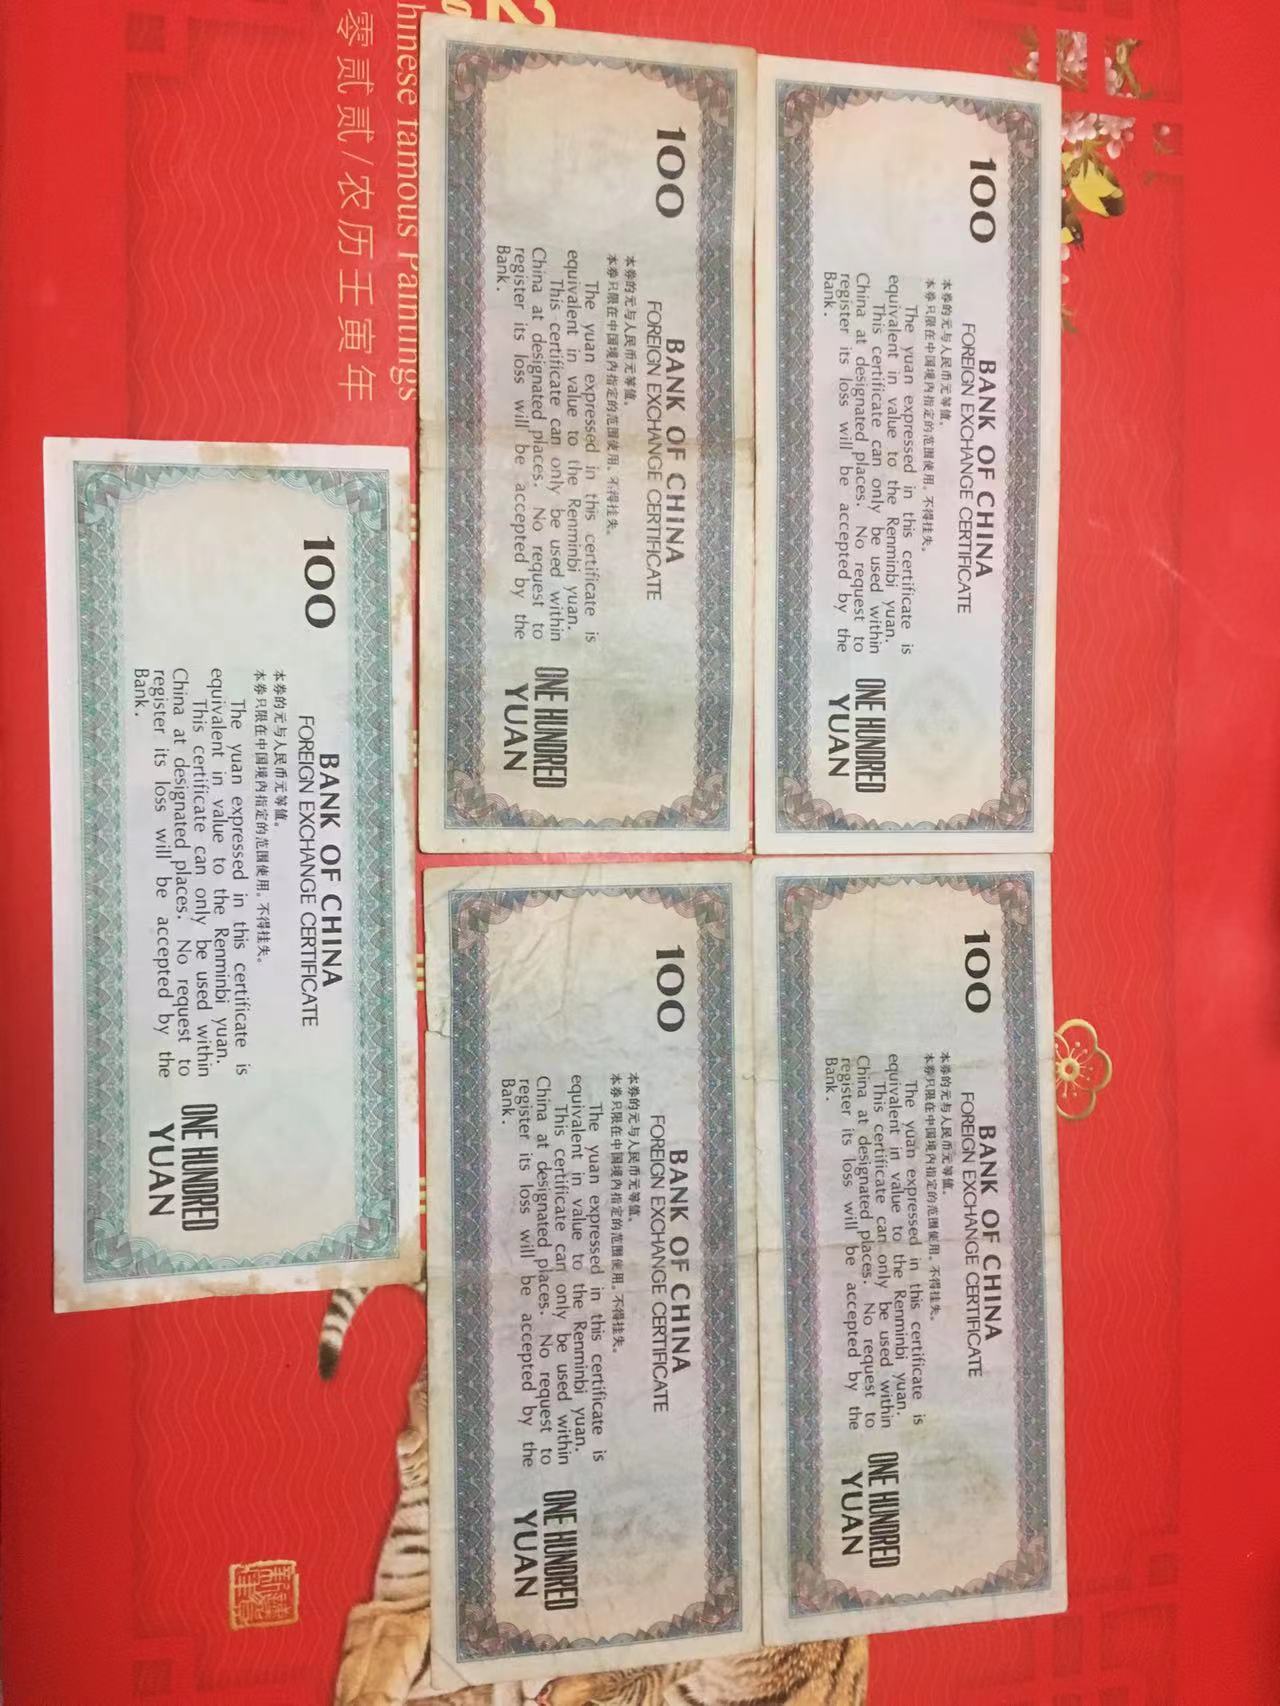 hinese famous Paintings
零贰贰/农历壬寅年
100
BANK OF CHINA
FOREIGN EXCHANGE CERTIFICATE
本券的元与人民币元等值。
本券只限在中国境内指定的范围使用。不得挂失。
The yuan expressed in this certificate is
equivalent in value to the Renminbi yuan.
This certificate can only be used within
China at designated places. No request to
register its loss will be accepted by the
Bank.
ONE HUNDRED
YUAN
100
BANK OF CHINA
FOREIGN EXCHANGE CERTIFICATE
本券的元与人民币元等值。
本券只限在中国境内指定的范围使用。不得挂失。
The yuan expressed in this certificate is
equivalent in value to the Renminbi yuan.
This certificate can only be used within
China at designated places. No request to
register its loss will be accepted by the
Bank.
ONE HUNDRED
YUAN
100
BANK OF CHINA
FOREIGN EXCHANGE CERTIFICATE
本券的元与人民币元等值。
本券只限在中国境内指定的范围使用。不得挂失。
The yuan expressed in this certificate is
equivalent in value to the Renminbi yuan.
This certificate can only be used within
China at designated places. No request to
register its loss will be accepted by the
Bank.
ONE HUNDRED
YUAN
100
BANK OF CHINA
FOREIGN EXCHANGE CERTIFICATE
本券的元与人民币元等值。
本券只限在中国境内指定的范围使用。不得挂失。
The yuan expressed in this certificate is
equivalent in value to the Renminbi yuan.
This certificate can only be used within
China at designated places. No request to
register its loss will be accepted by the
Bank.
ONE HUNDRED
YUAN
100
BANK OF CHINA
FOREIGN EXCHANGE CERTIFICATE
本券的元与人民币元等值。
本券只限在中国境内指定的范围使用。不得挂失。
The yuan expressed in this certificate is
equivalent in value to the Renminbi yuan.
This certificate can only be used within
China at designated places. No request to
register its loss will be accepted by the
Bank.
ONE HUNDRED
YUAN